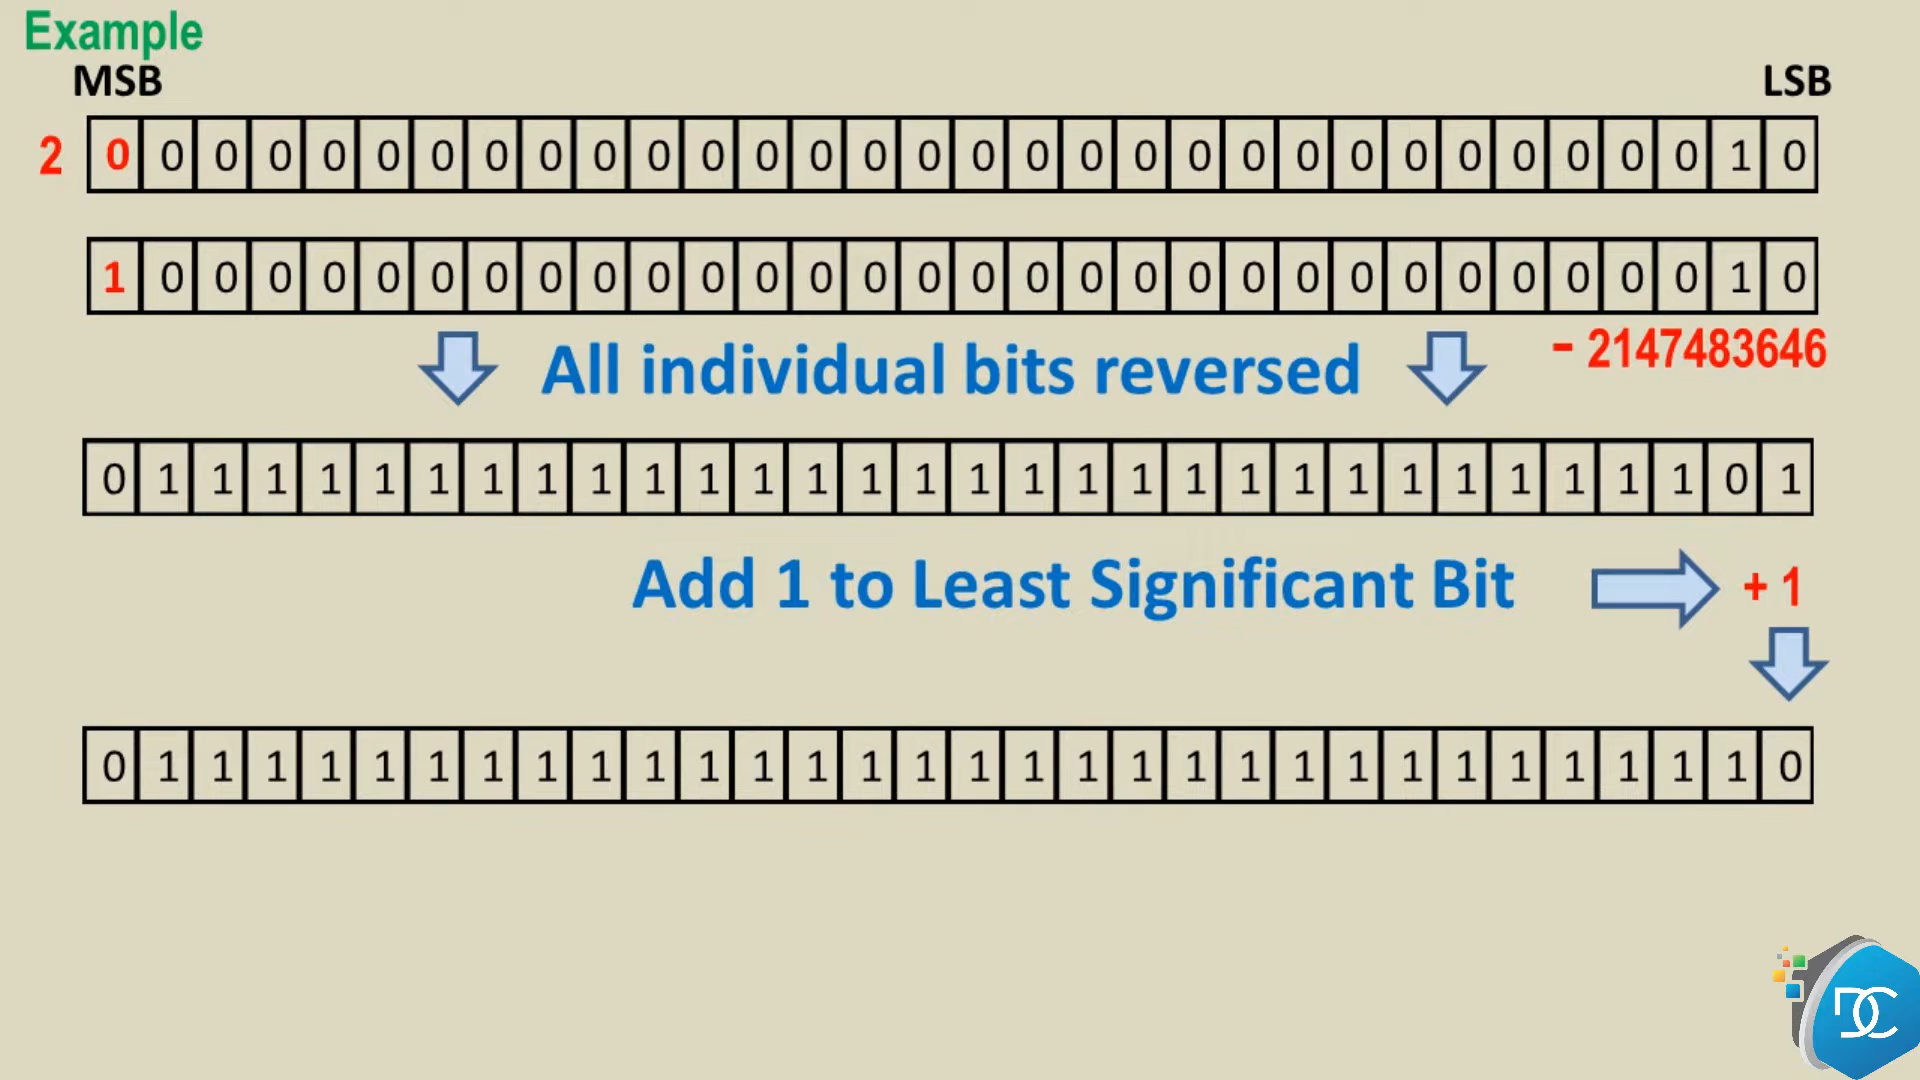 Example
MSB LSB
2 0 0 0 0 0 0 0 0 0 0 0 0 0 0 0 0 0 0 0 0 0 0 0 0 0 0 0 0 0 0 1 0
1 0 0 0 0 0 0 0 0 0 0 0 0 0 0 0 0 0 0 0 0 0 0 0 0 0 0 0 0 0 1 0
All individual bits reversed - 2147483646
0 1 1 1 1 1 1 1 1 1 1 1 1 1 1 1 1 1 1 1 1 1 1 1 1 1 1 1 1 1 0 1
Add 1 to Least Significant Bit + 1
0 1 1 1 1 1 1 1 1 1 1 1 1 1 1 1 1 1 1 1 1 1 1 1 1 1 1 1 1 1 1 0
DC